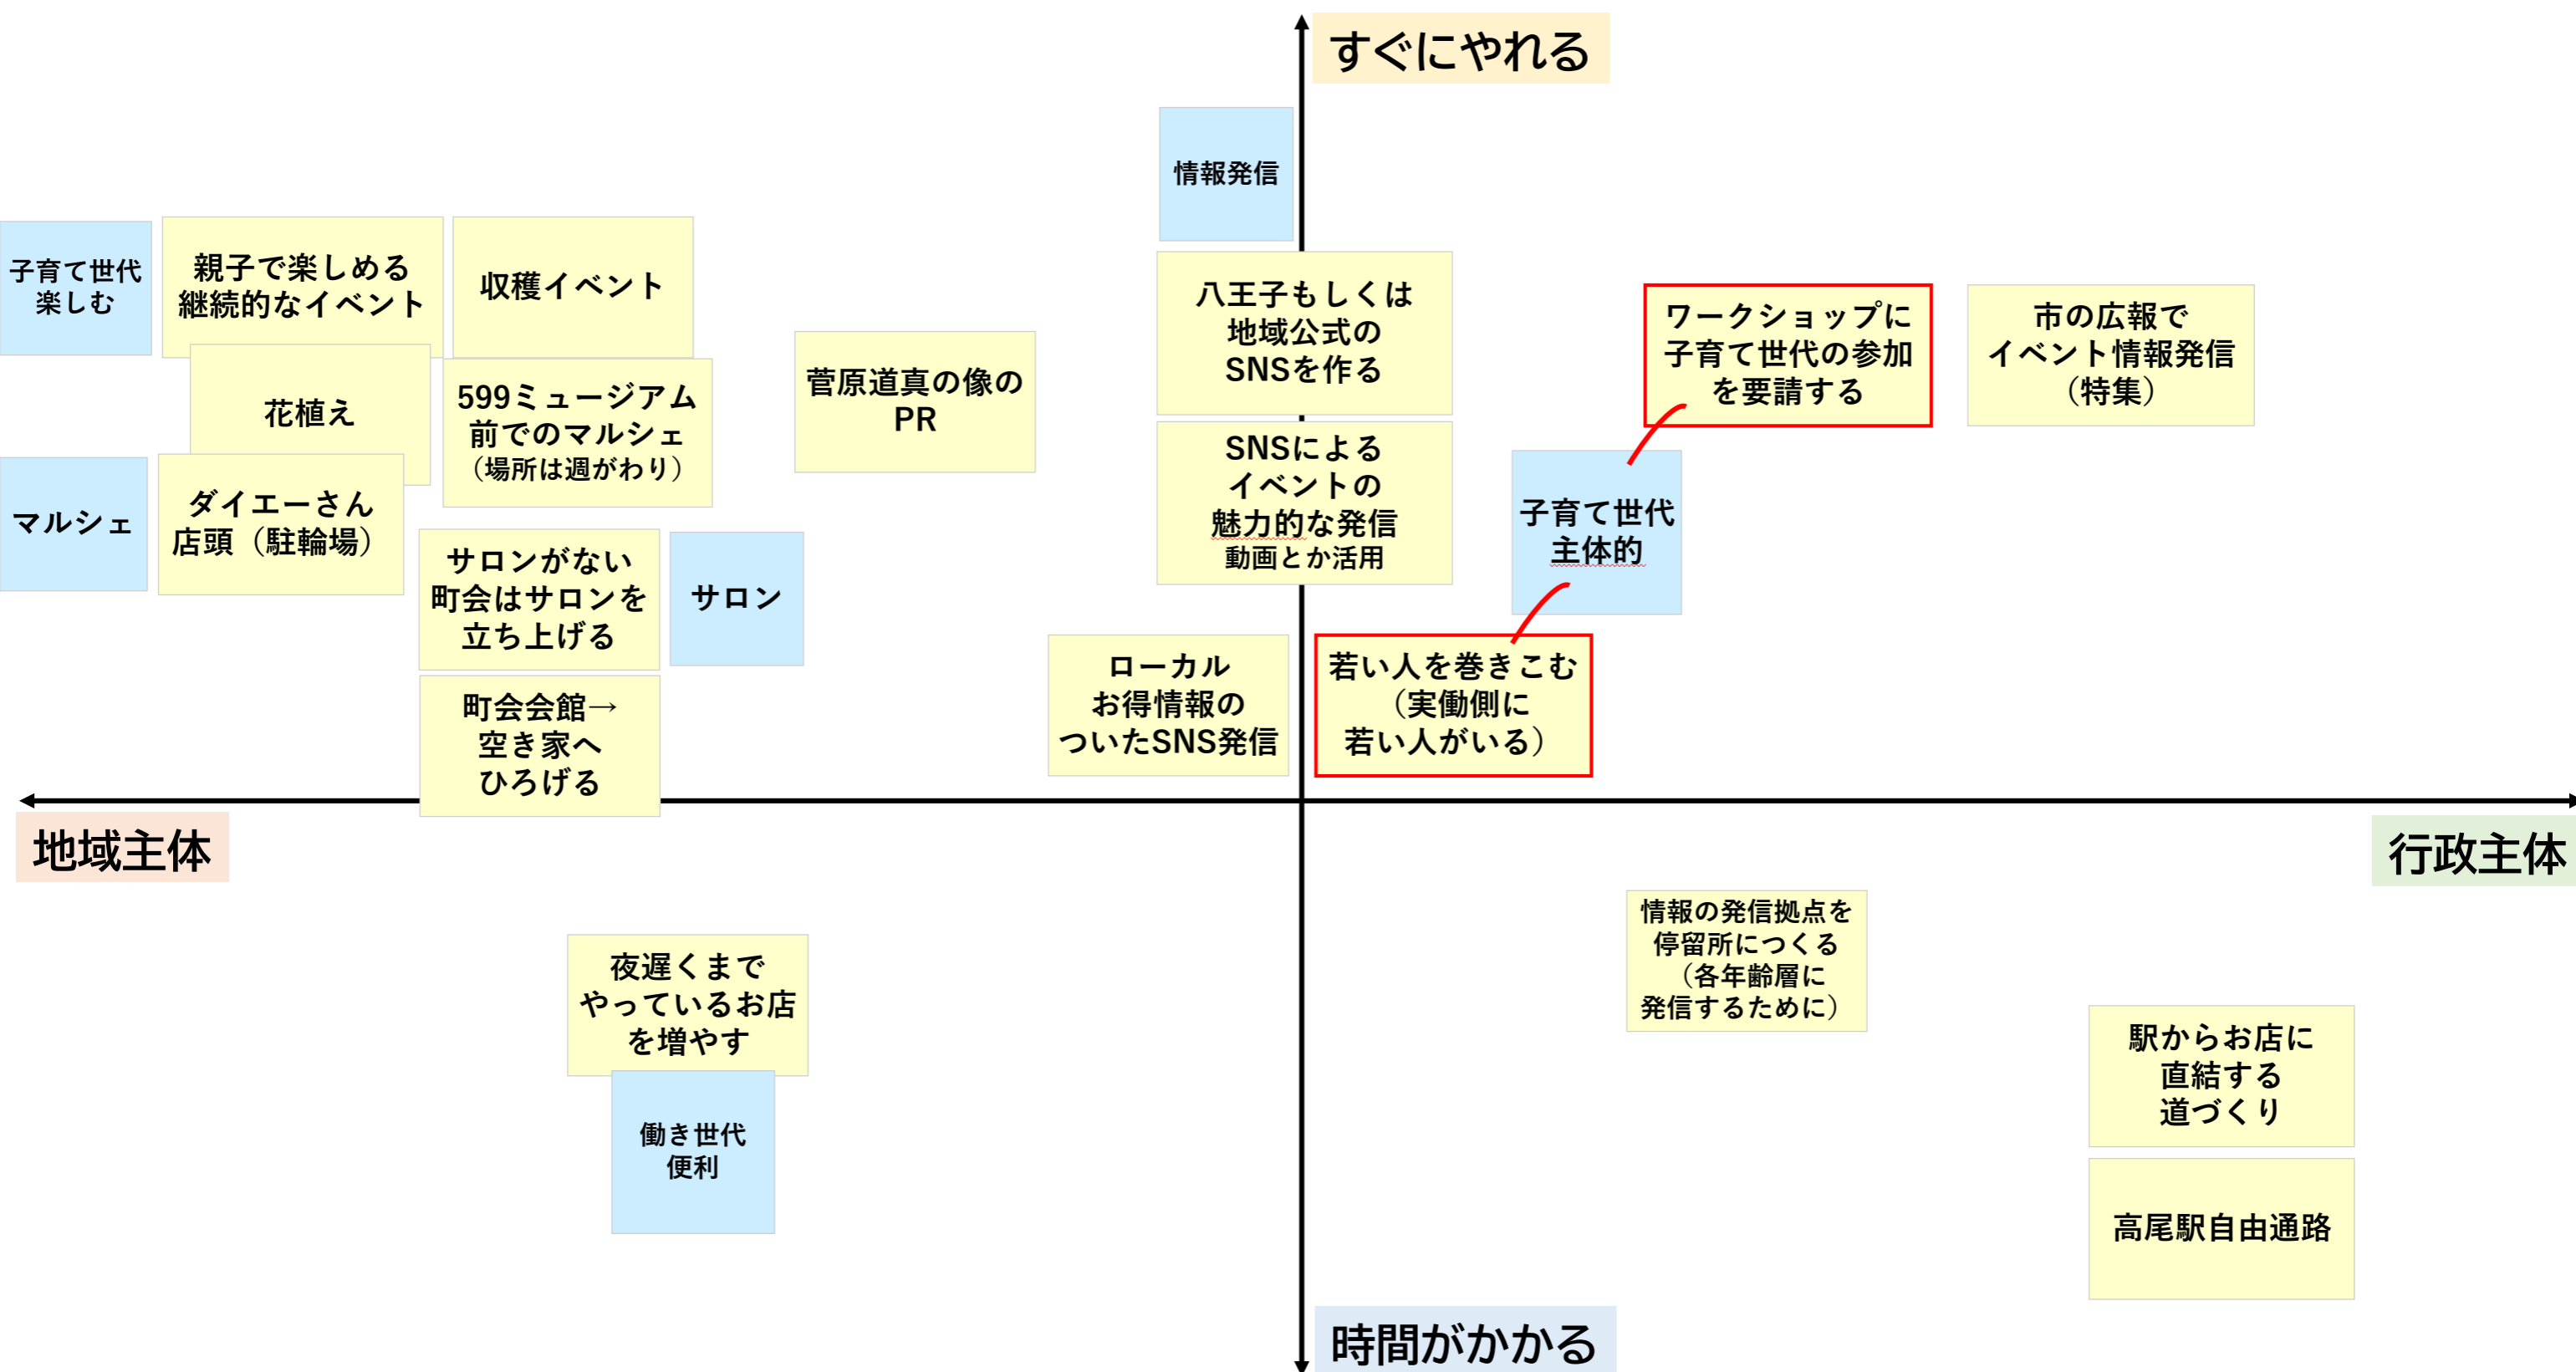 すぐにやれる
情報発信
子育て世代
楽しむ
親子で楽しめる
継続的なイベント
収穫イベント
花植え
599ミュージアム
前でのマルシェ
（場所は週がわり）
マルシェ
ダイエーさん
店頭（駐輪場）
サロンがない
町会はサロンを
立ち上げる
サロン
町会会館→
空き家へ
ひろげる
菅原道真の像の
PR
八王子もしくは
地域公式の
SNSを作る
SNSによる
イベントの
魅力的な発信
動画とか活用
ローカル
お得情報の
ついたSNS発信
ワークショップに
子育て世代の参加
を要請する
市の広報で
イベント情報発信
（特集）
子育て世代
主体的
若い人を巻きこむ
（実働側に
若い人がいる）
地域主体
行政主体
夜遅くまで
やっているお店
を増やす
働き世代
便利
情報の発信拠点を
停留所につくる
（各年齢層に
発信するために）
駅からお店に
直結する
道づくり
高尾駅自由通路
時間がかかる